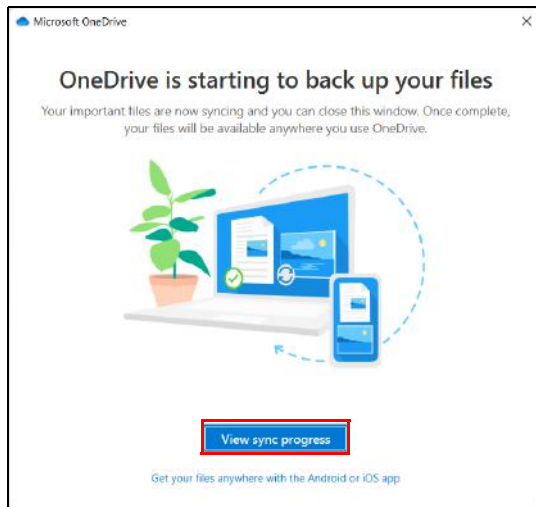 Microsoft OneDrive
OneDrive is starting to back up your files
Your important files are now syncing and you can close this window. Once complete,
your files will be available anywhere you use OneDrive.
View sync progress
Get your files anywhere with the Android or iOS app